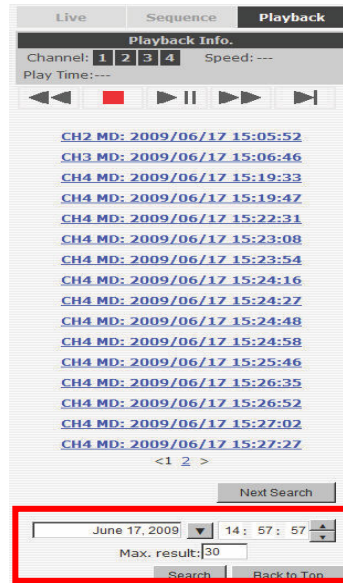 Live Sequence Playback
Playback Info.
Channel: 1 2 3 4 Speed: ---
Play Time:---
CH2 MD: 2009/06/17 15:05:52
CH3 MD: 2009/06/17 15:06:46
CH4 MD: 2009/06/17 15:19:33
CH4 MD: 2009/06/17 15:19:47
CH4 MD: 2009/06/17 15:22:31
CH4 MD: 2009/06/17 15:23:08
CH4 MD: 2009/06/17 15:23:54
CH4 MD: 2009/06/17 15:24:16
CH4 MD: 2009/06/17 15:24:27
CH4 MD: 2009/06/17 15:24:48
CH4 MD: 2009/06/17 15:24:58
CH4 MD: 2009/06/17 15:25:46
CH4 MD: 2009/06/17 15:26:35
CH4 MD: 2009/06/17 15:26:52
CH4 MD: 2009/06/17 15:27:02
CH4 MD: 2009/06/17 15:27:27
<1 2 >
Next Search
June 17, 2009 14 : 57 : 57
Max. result: 30
Search Back to Top